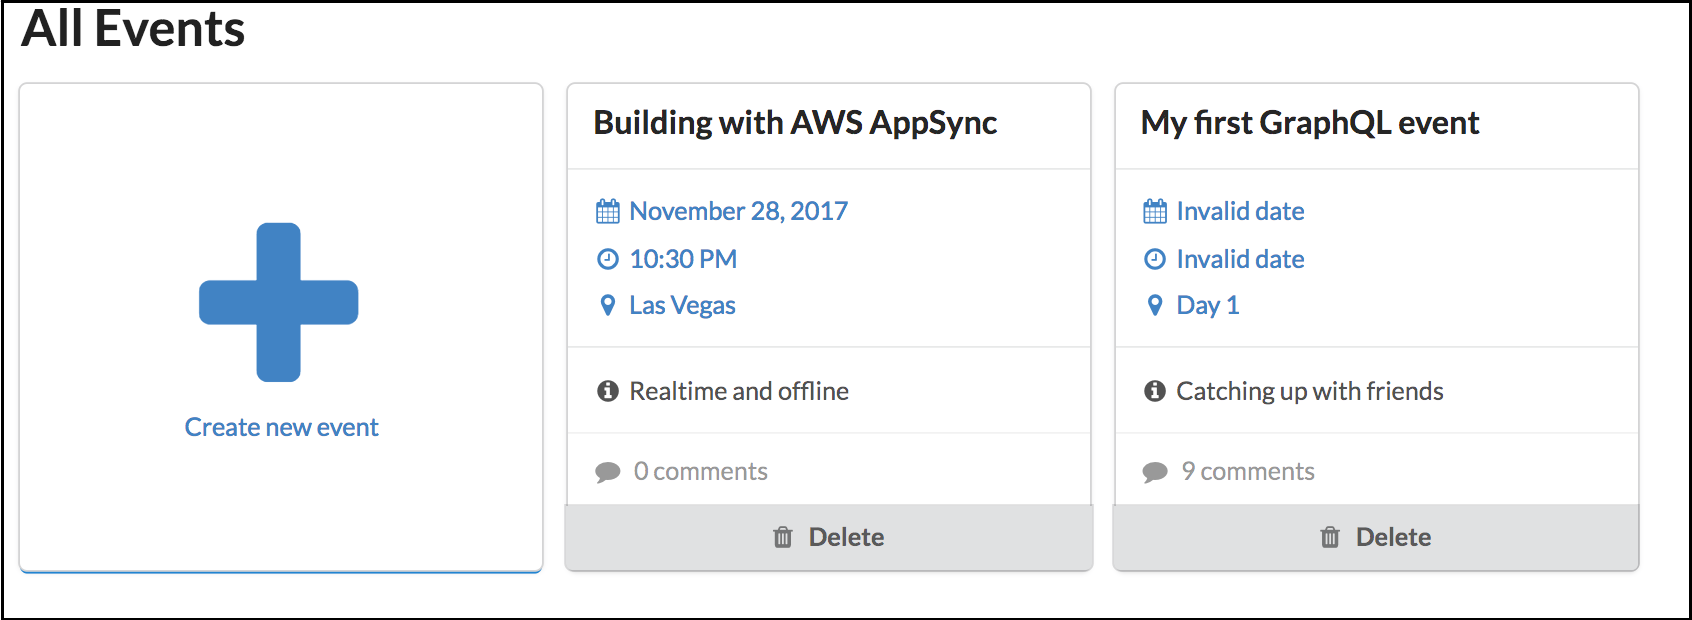 All Events
Create new event
Building with AWS AppSync
November 28, 2017
10:30 PM
Las Vegas
Realtime and offline
0 comments
Delete
My first GraphQL event
Invalid date
Invalid date
Day 1
Catching up with friends
9 comments
Delete